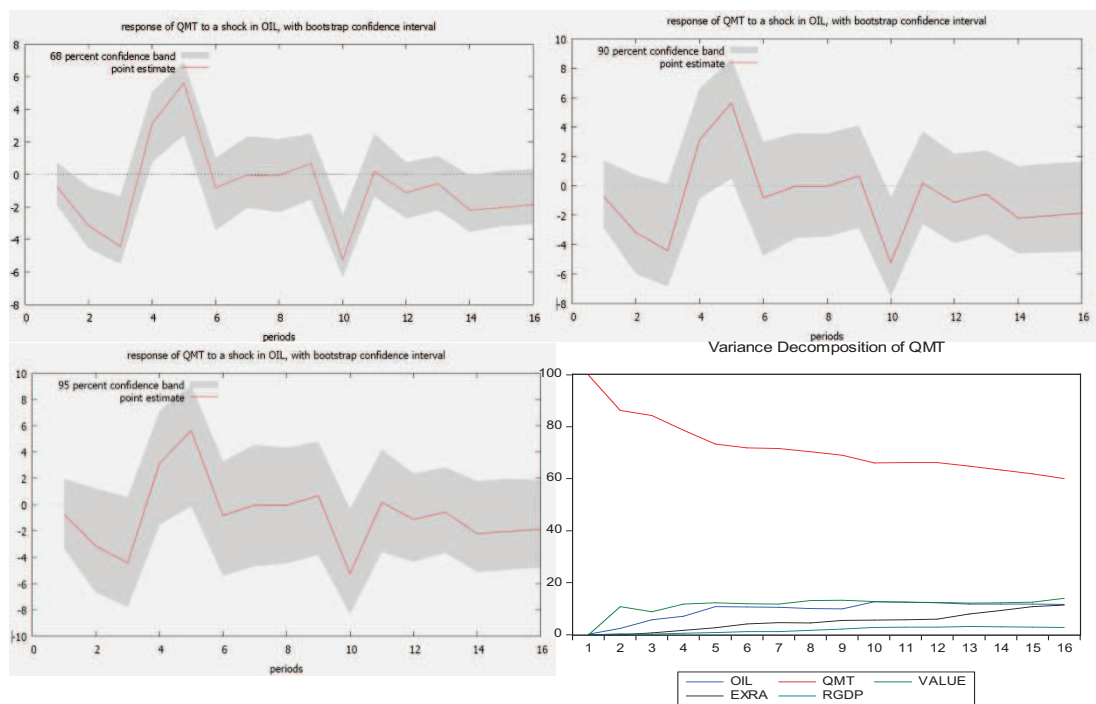 response of QMT to a shock in OIL, with bootstrap confidence interval
68 percent confidence band
point estimate
8
6
4
2
0
-2
-4
-6
-8
0 2 4 6 8 10 12 14 16
periods
response of QMT to a shock in OIL, with bootstrap confidence interval
90 percent confidence band
point estimate
10
8
6
4
2
0
-2
-4
-6
-8
0 2 4 6 8 10 12 14 16
periods
response of QMT to a shock in OIL, with bootstrap confidence interval
95 percent confidence band
point estimate
10
8
6
4
2
0
-2
-4
-6
-8
-10
0 2 4 6 8 10 12 14 16
periods
Variance Decomposition of QMT
100
80
60
40
20
0
1 2 3 4 5 6 7 8 9 10 11 12 13 14 15 16
OIL QMT VALUE
EXRA RGDP